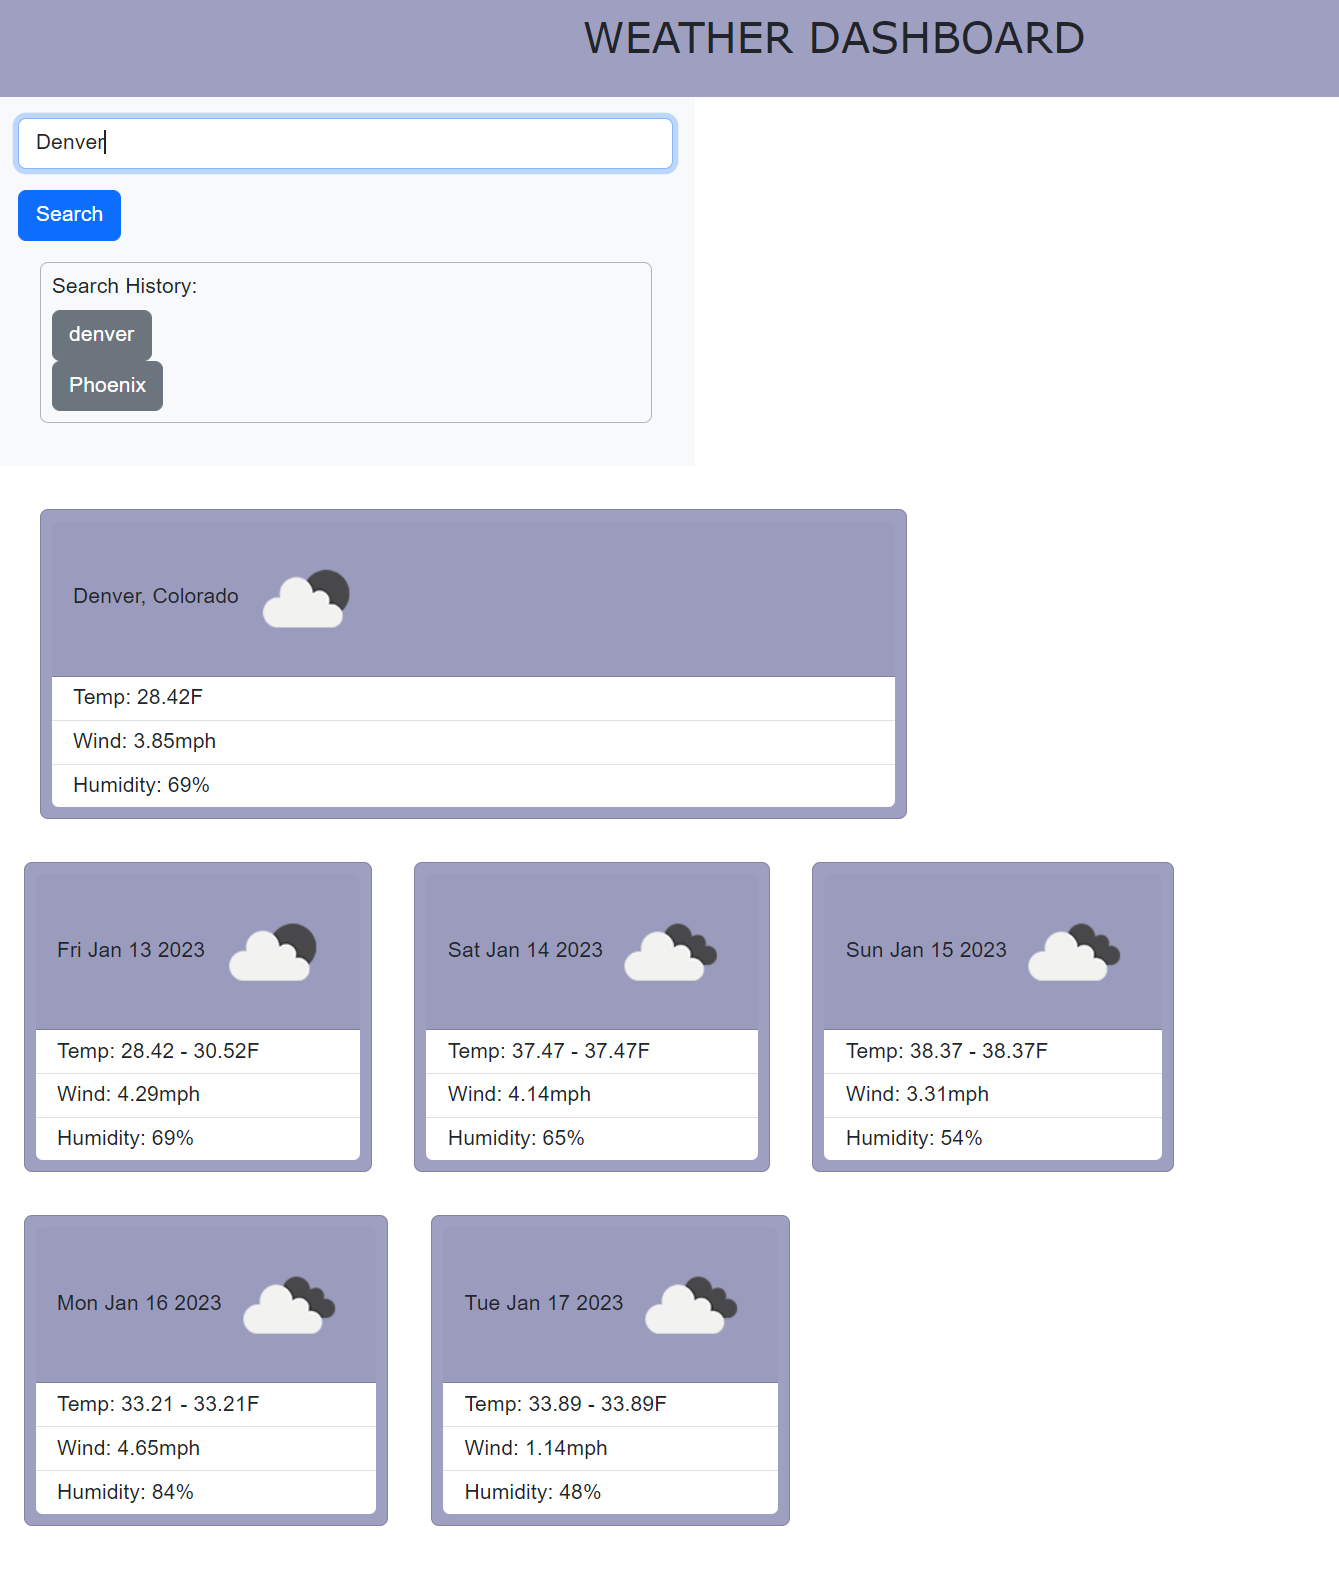 WEATHER DASHBOARD
Denver
Search
Search History:
denver
Phoenix
Denver, Colorado
Temp: 28.42F
Wind: 3.85mph
Humidity: 69%
Fri Jan 13 2023
Temp: 28.42 - 30.52F
Wind: 4.29mph
Humidity: 69%
Sat Jan 14 2023
Temp: 37.47 - 37.47F
Wind: 4.14mph
Humidity: 65%
Sun Jan 15 2023
Temp: 38.37 - 38.37F
Wind: 3.31mph
Humidity: 54%
Mon Jan 16 2023
Temp: 33.21 - 33.21F
Wind: 4.65mph
Humidity: 84%
Tue Jan 17 2023
Temp: 33.89 - 33.89F
Wind: 1.14mph
Humidity: 48%